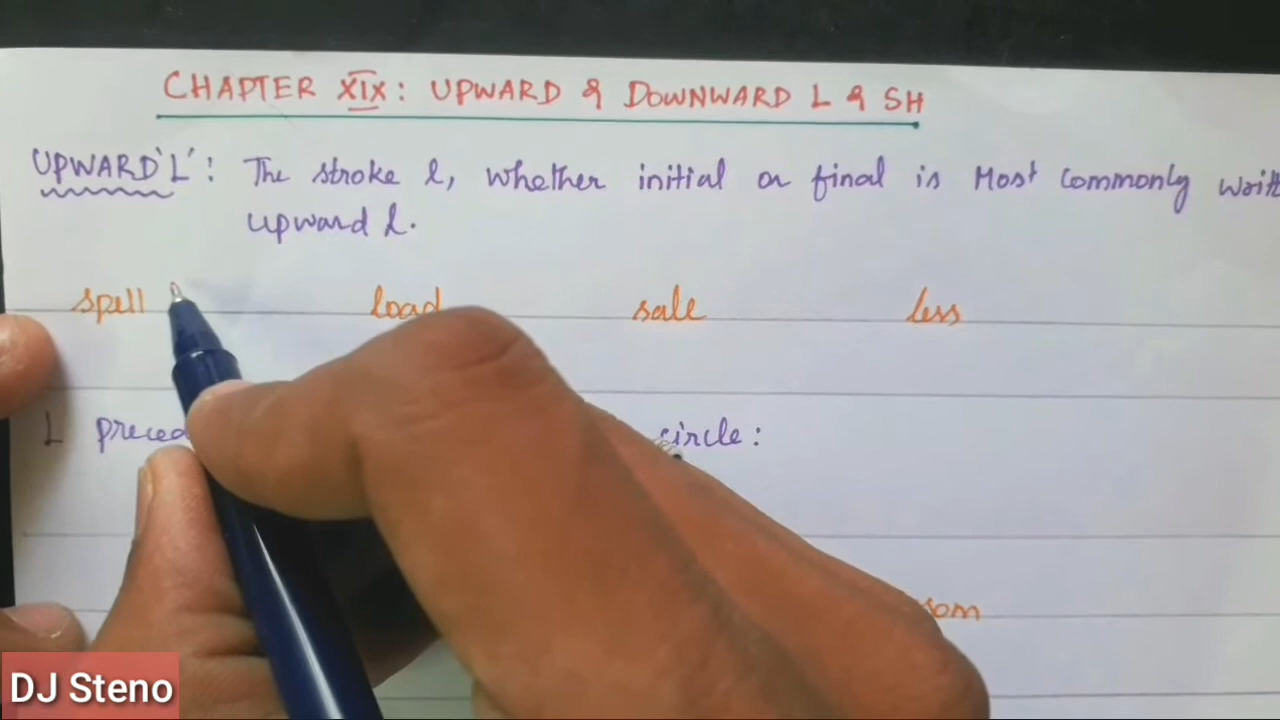 CHAPTER XIX: UPWARD & DOWNWARD L & SH
UPWARD 'L': The stroke l, whether initial or final is Most commonly
upward l.
spell load sale less
L circle:
DJ Steno